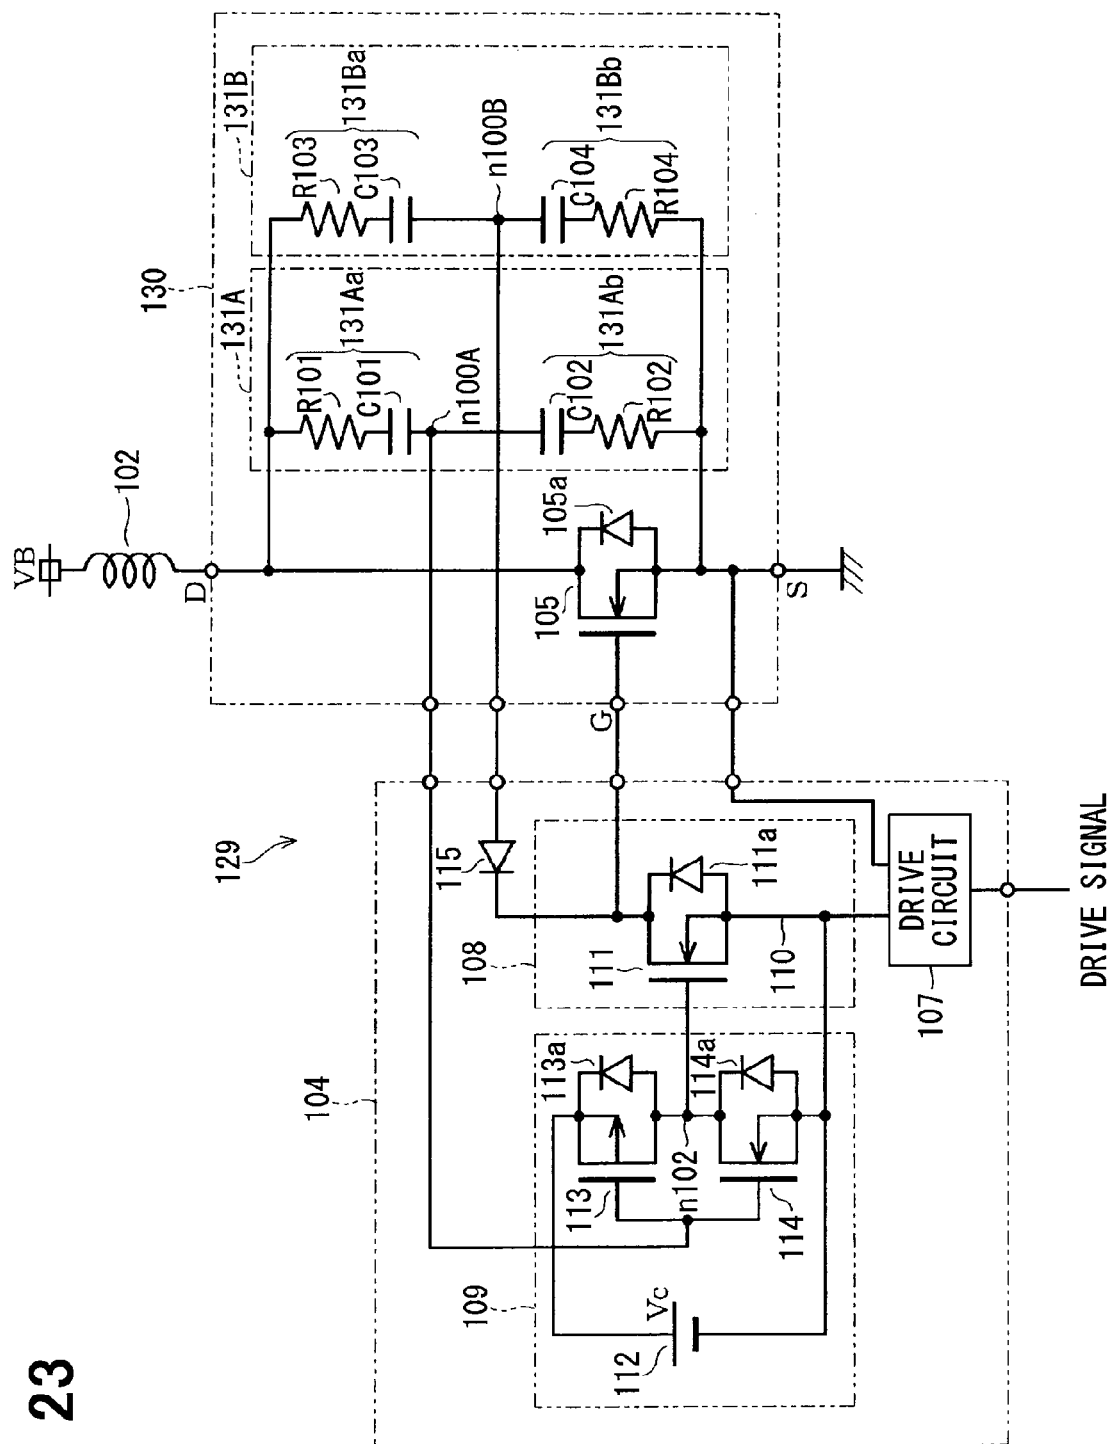 23
129
VB
102
D
130
131A
131B
R101
C101
131Aa
n100A
R103
C103
131Ba
n100B
C102
R102
131Ab
C104
R104
131Bb
105
105a
G
S
104
115
108
111
111a
110
109
113
113a
n102
114
114a
112
Vc
107
DRIVE
CIRCUIT
DRIVE SIGNAL